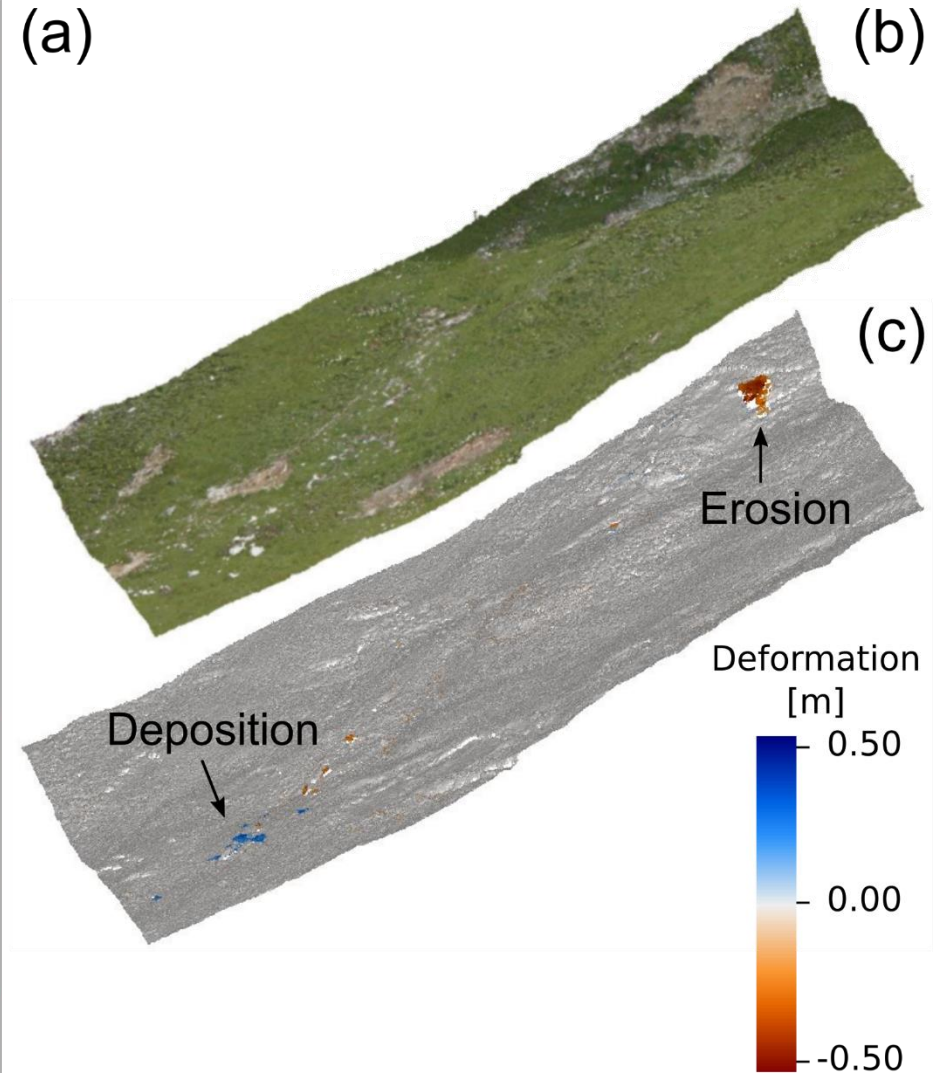 (a)
(b)
(c)
Erosion
Deformation
[m]
Deposition
0.50
0.00
-0.50